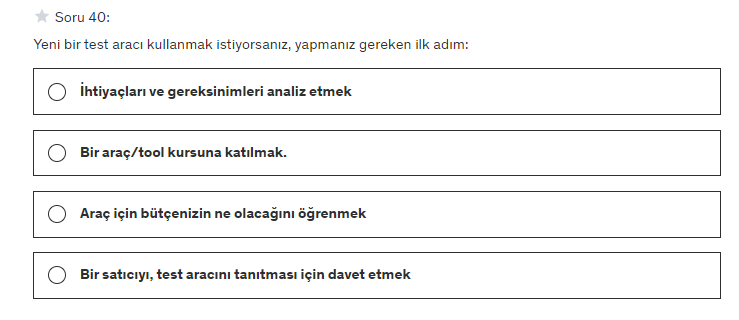 Soru 40:
Yeni bir test aracı kullanmak istiyorsanız, yapmanız gereken ilk adım:
İhtiyaçları ve gereksinimleri analiz etmek
Bir araç/tool kursuna katılmak.
Araç için bütçenizin ne olacağını öğrenmek
Bir satıcıyı, test aracını tanıtması için davet etmek